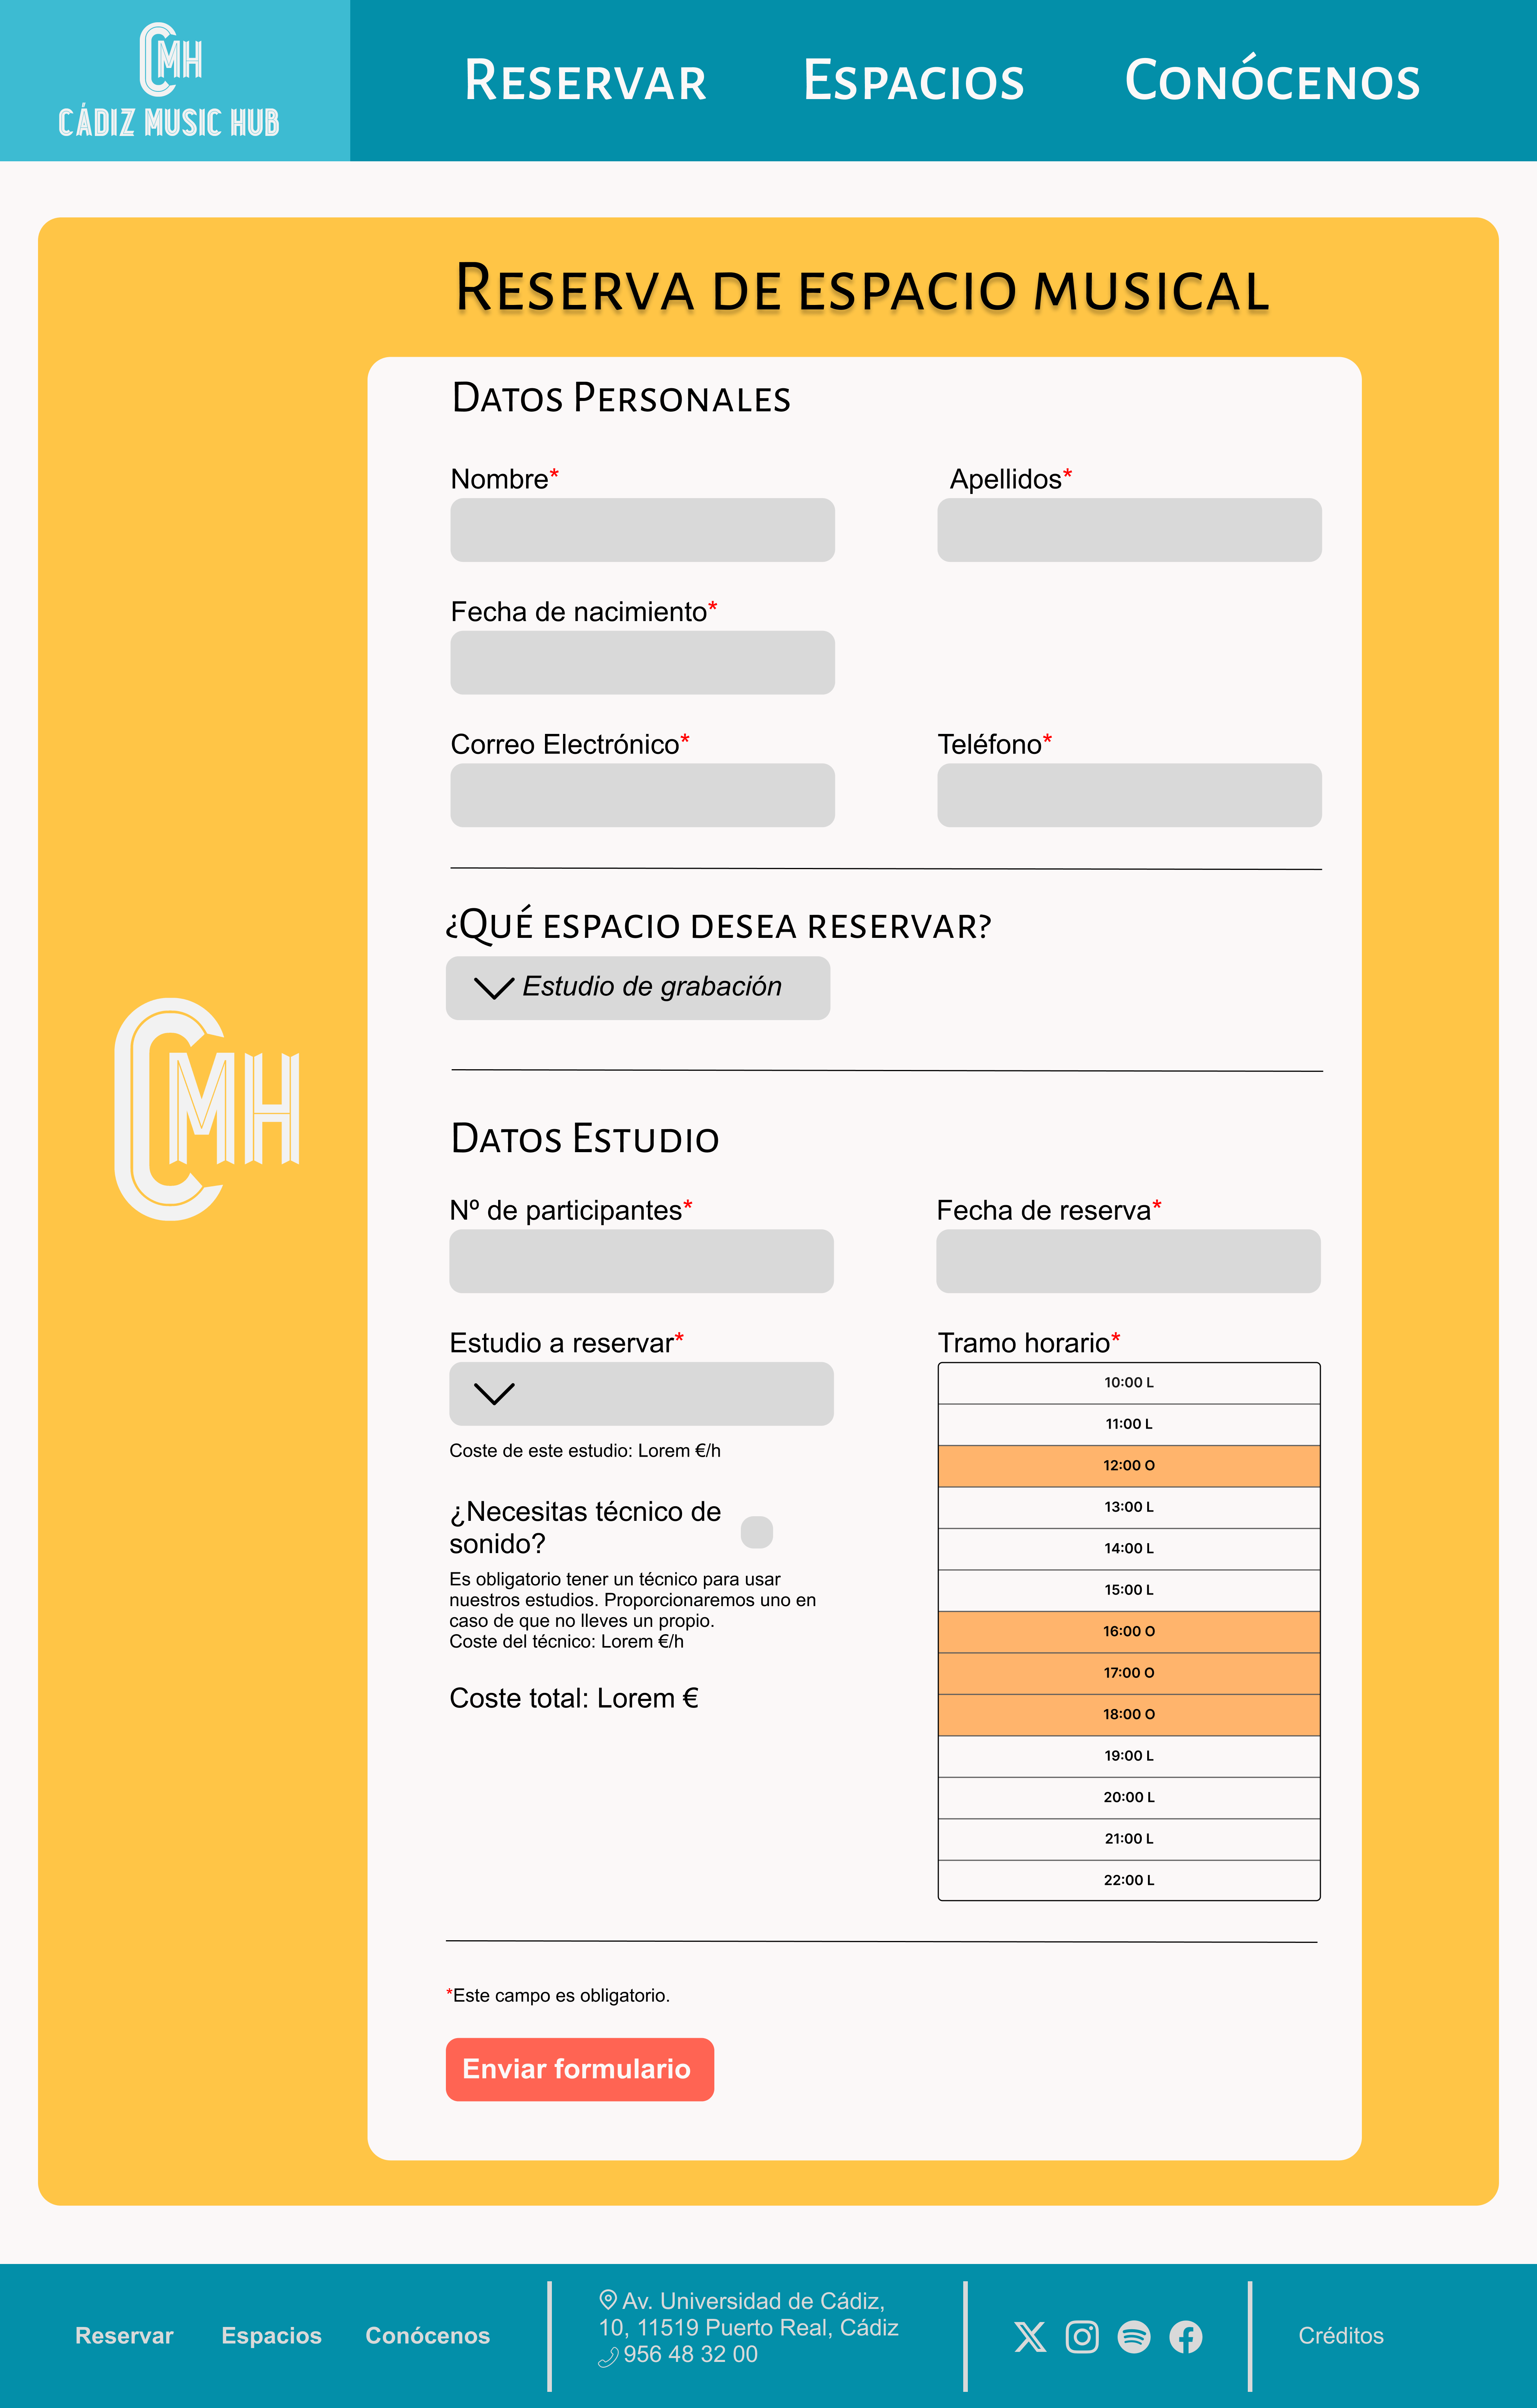 CMH
CÁDIZ MUSIC HUB
Reservar Espacios Conócenos
Reserva de espacio musical
Datos Personales
Nombre* Apellidos*
Fecha de nacimiento*
Correo Electrónico* Teléfono*
¿Qué espacio desea reservar?
Estudio de grabación
CMH
Datos Estudio
Nº de participantes* Fecha de reserva*
Estudio a reservar* Tramo horario*
Coste de este estudio: Lorem €/h
¿Necesitas técnico de
sonido?
Es obligatorio tener un técnico para usar
nuestros estudios. Proporcionaremos uno en
caso de que no lleves un propio.
Coste del técnico: Lorem €/h
Coste total: Lorem €
10:00 L
11:00 L
12:00 O
13:00 L
14:00 L
15:00 L
16:00 O
17:00 O
18:00 O
19:00 L
20:00 L
21:00 L
22:00 L
*Este campo es obligatorio.
Enviar formulario
Reservar Espacios Conócenos
Av. Universidad de Cádiz,
10, 11519 Puerto Real, Cádiz
956 48 32 00
Créditos